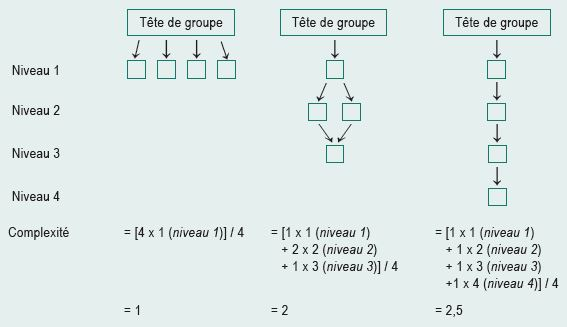 Tête de groupe Tête de groupe Tête de groupe
Niveau 1
Niveau 2
Niveau 3
Niveau 4
Complexité = [4 x 1 (niveau 1)] / 4 = [1 x 1 (niveau 1) = [1 x 1 (niveau 1)
+ 2 x 2 (niveau 2) + 1 x 2 (niveau 2)
+ 1 x 3 (niveau 3)] / 4 + 1 x 3 (niveau 3)
+1 x 4 (niveau 4)] / 4
= 1 = 2 = 2,5